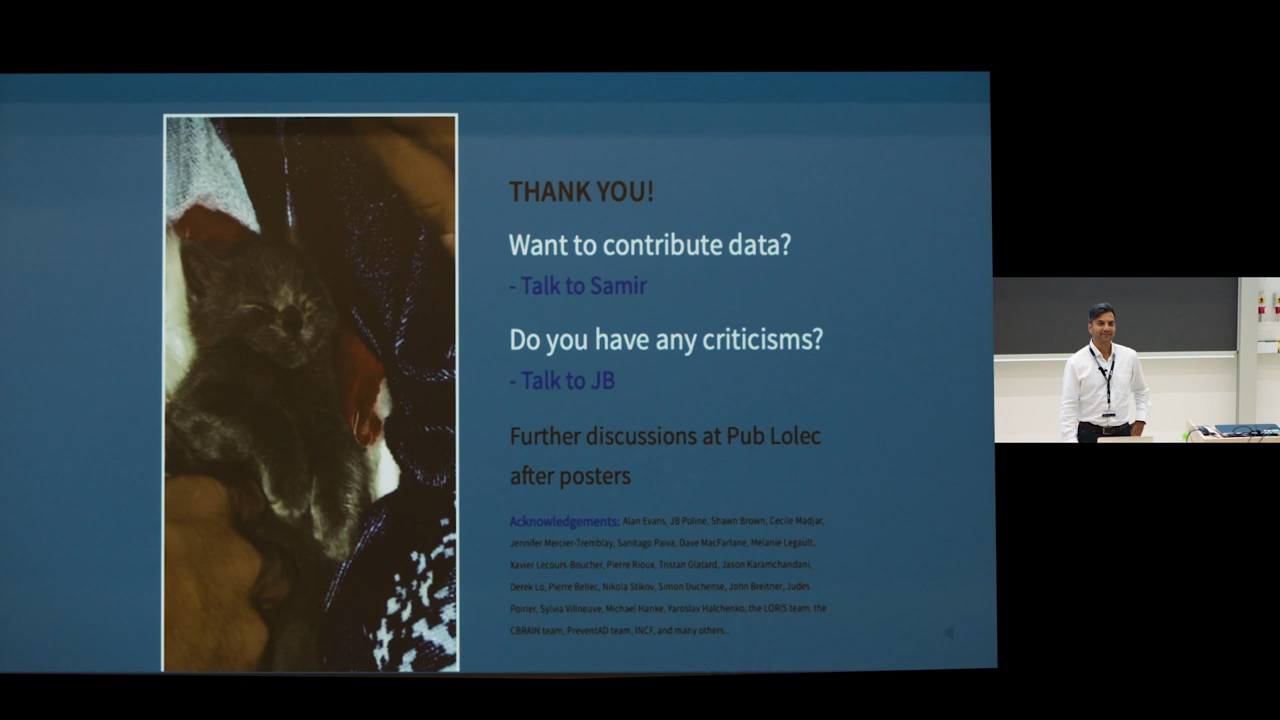 THANK YOU!
Want to contribute data?
- Talk to Samir
Do you have any criticisms?
- Talk to JB
Further discussions at Pub Lolec
after posters
Acknowledgements: Alan Evans, JB Poline, Shawn Brown, Cecile Madjar,
Jennifer Mercier-Tremblay, Sanitago Paiva, Dave MacFarlane, Melanie Legault,
Xavier Lecours-Boucher, Pierre Rioux, Tristan Glatard, Jason Karamchandani,
Derek Lo, Pierre Bellec, Nikola Stikov, Simon Duchense, John Breitner, Judes
Poirier, Sylvia Villneuve, Michael Hanke, Yaroslav Halchenko, the LORIS team, the
CBRAIN team, PreventAD team, INCF, and many others...